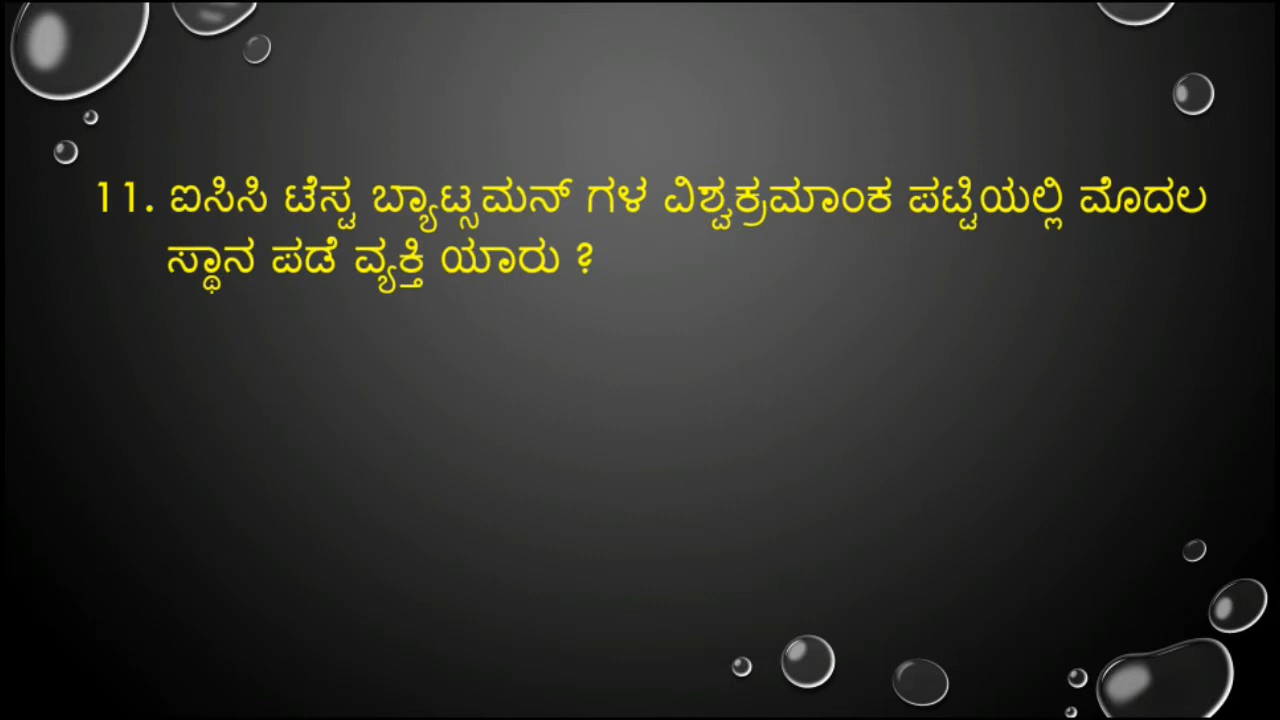 11. ಐಸಿಸಿ ಟೆಸ್ಟ ಬ್ಯಾಟ್ಸಮನ್ ಗಳ ವಿಶ್ವಕ್ರಮಾಂಕ ಪಟ್ಟಿಯಲ್ಲಿ ಮೊದಲ
ಸ್ಥಾನ ಪಡೆ ವ್ಯಕ್ತಿ ಯಾರು ?